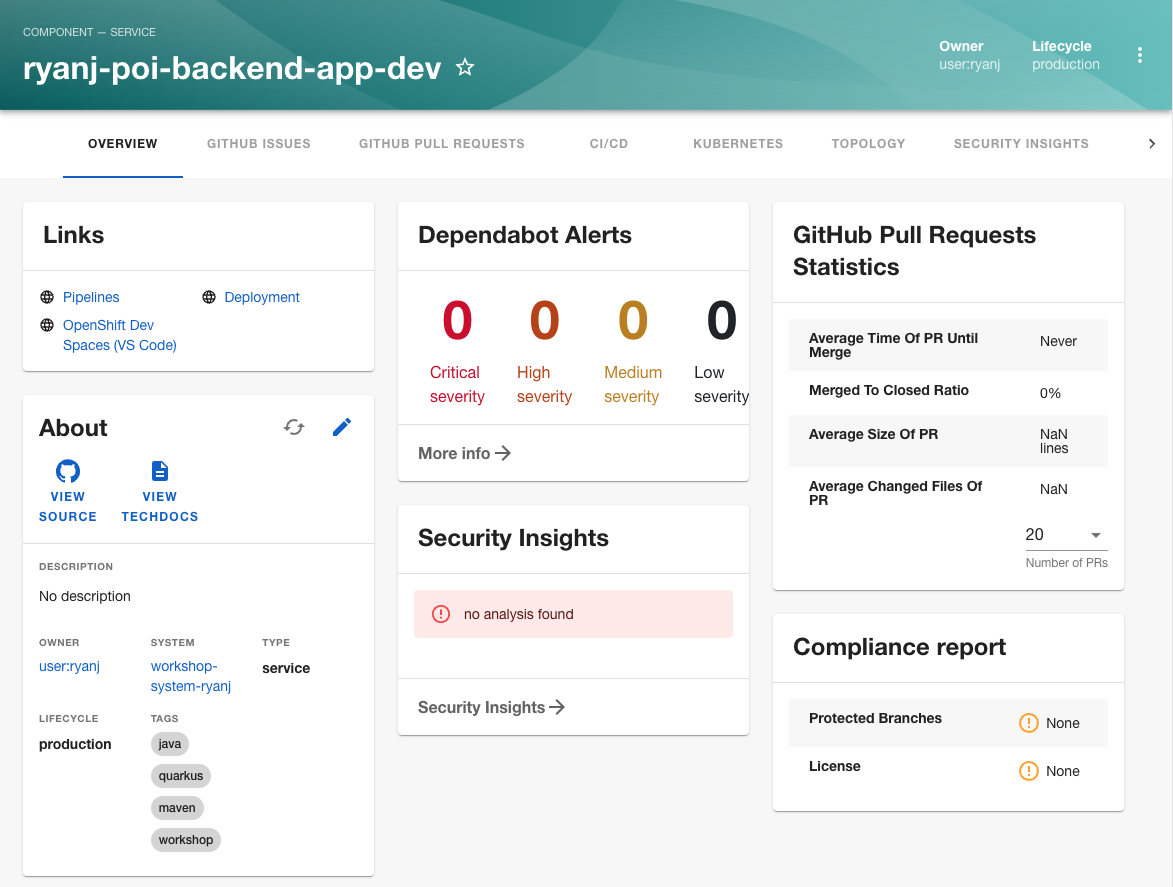 COMPONENT — SERVICE
ryanj-poi-backend-app-dev
Owner
user:ryanj
Lifecycle
production
OVERVIEW
GITHUB ISSUES
GITHUB PULL REQUESTS
CI/CD
KUBERNETES
TOPOLOGY
SECURITY INSIGHTS
Links
Pipelines
Deployment
OpenShift Dev
Spaces (VS Code)
About
VIEW
SOURCE
VIEW
TECHDOCS
DESCRIPTION
No description
OWNER
user:ryanj
SYSTEM
workshop-
system-ryanj
TYPE
service
LIFECYCLE
production
TAGS
java
quarkus
maven
workshop
Dependabot Alerts
0
Critical
severity
0
High
severity
0
Medium
severity
0
Low
severity
More info
Security Insights
no analysis found
Security Insights
GitHub Pull Requests
Statistics
Average Time Of PR Until
Merge
Never
Merged To Closed Ratio
0%
Average Size Of PR
NaN
lines
Average Changed Files Of
PR
NaN
20
Number of PRs
Compliance report
Protected Branches
None
License
None